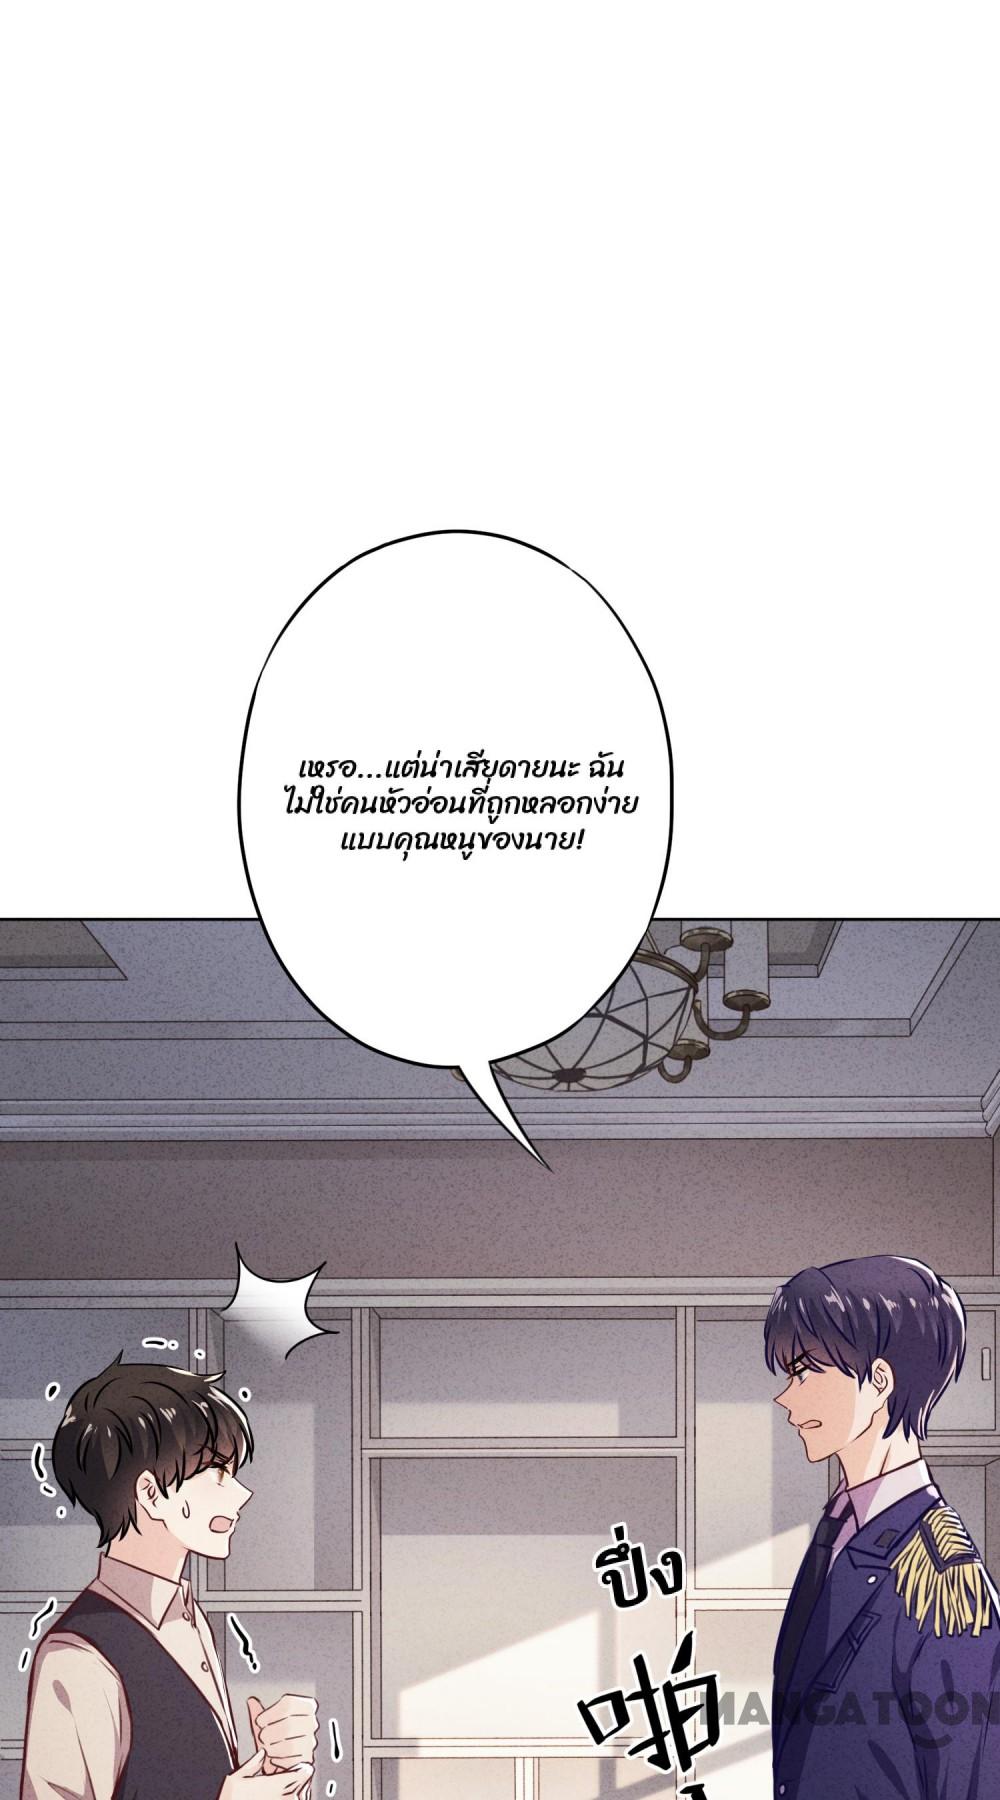 เหรอ...แต่น่าเสียดายนะ ฉัน
ไม่ใช่คนหัวอ่อนที่ถูกหลอกง่าย
แบบคุณหนูของนาย!
ปึ่ง
啪
MANGATOON